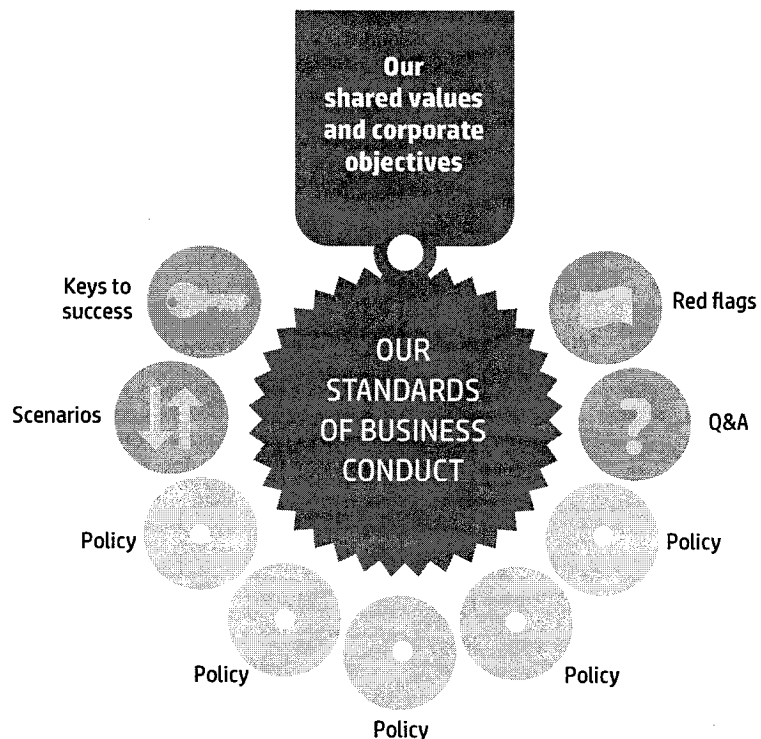 Our
shared values
and corporate
objectives
Keys to
success
Red flags
OUR
STANDARDS
OF BUSINESS
CONDUCT
Scenarios
Q&A
Policy
Policy
Policy
Policy
Policy